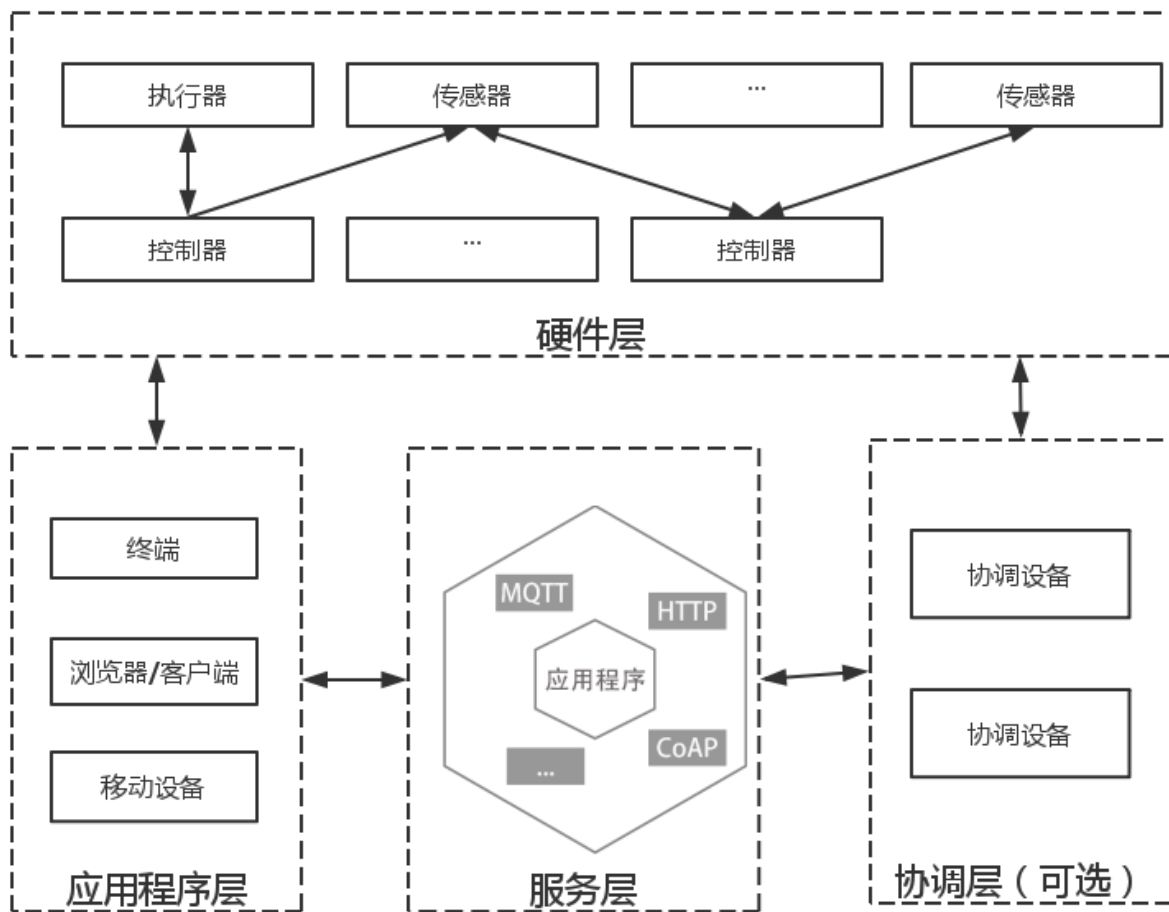 执行器
传感器
...
传感器
控制器
...
控制器
硬件层
终端
浏览器/客户端
移动设备
应用程序层
MQTT
HTTP
应用程序
CoAP
...
服务层
协调设备
协调设备
协调层（可选）